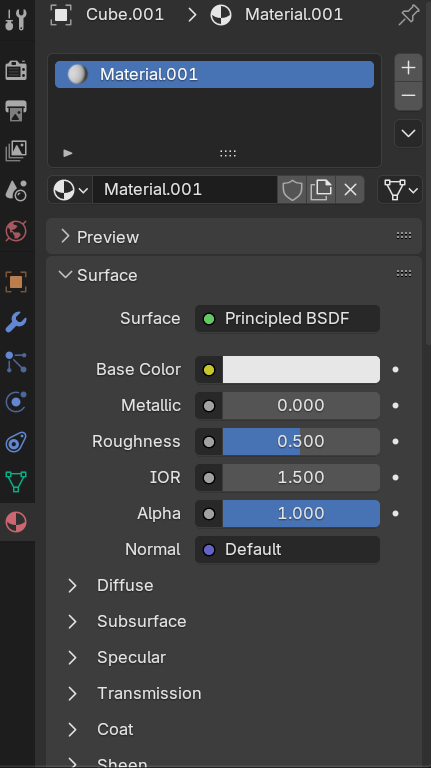 Cube.001 > Material.001
Material.001
Material.001
Preview
Surface
Surface Principled BSDF
Base Color
Metallic 0.000
Roughness 0.500
IOR 1.500
Alpha 1.000
Normal Default
Diffuse
Subsurface
Specular
Transmission
Coat
Sheen